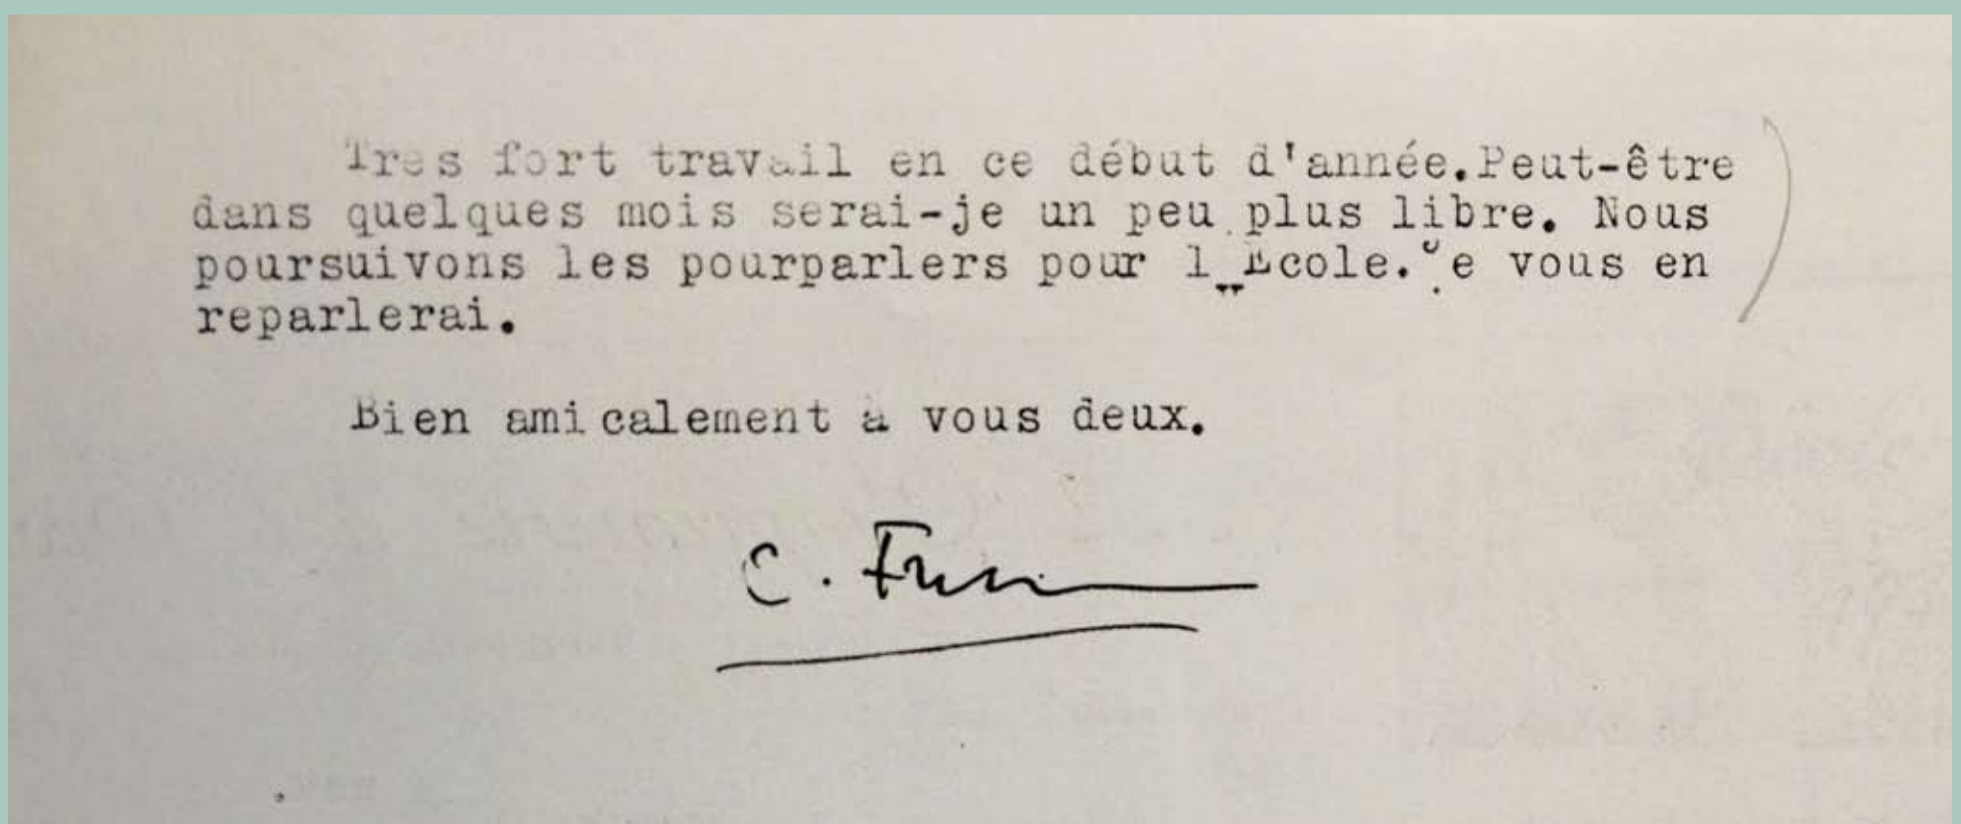 Tres fort travail en ce début d'année.Peut-être
dans quelques mois serai-je un peu plus libre. Nous
poursuivons les pourparlers pour l"Ecole.Je vous en
reparlerai.
Bien amicalement à vous deux.
C.